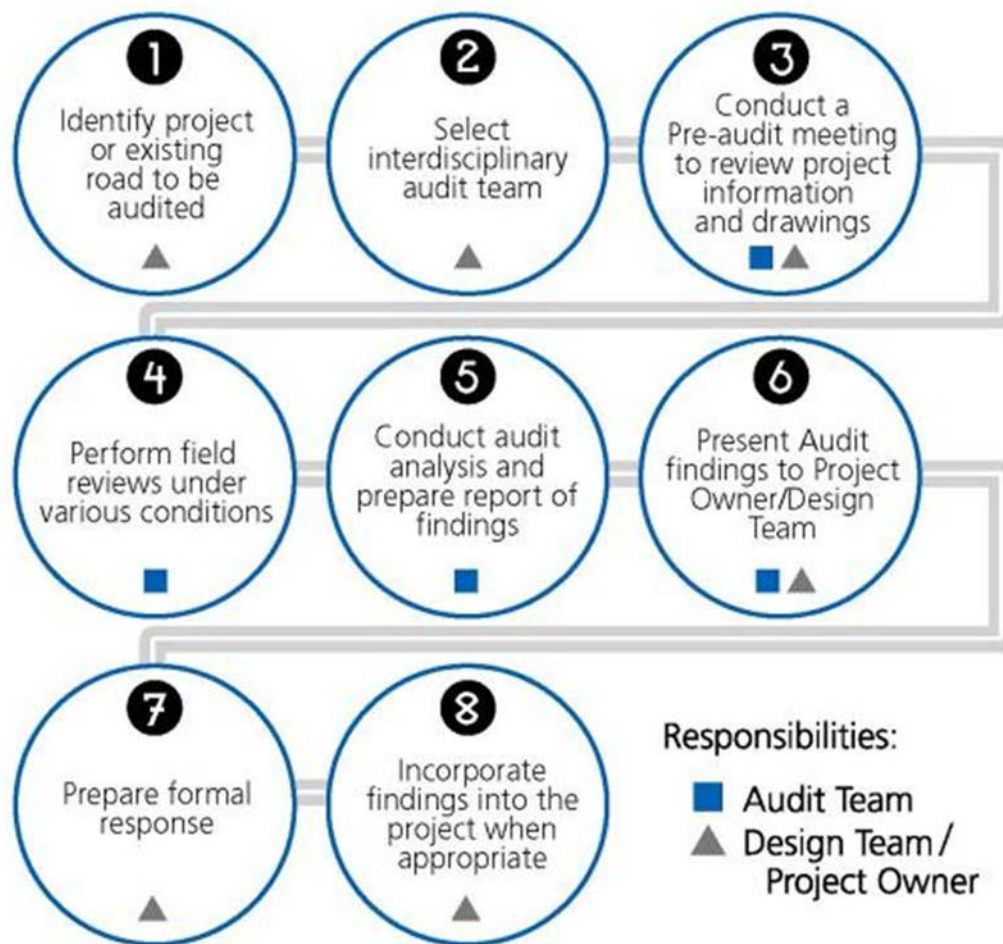 1
Identify project
or existing
road to be
audited
2
Select
interdisciplinary
audit team
3
Conduct a
Pre-audit meeting
to review project
information
and drawings
4
Perform field
reviews under
various conditions
5
Conduct audit
analysis and
prepare report of
findings
6
Present Audit
findings to Project
Owner/Design
Team
7
Prepare formal
response
8
Incorporate
findings into the
project when
appropriate
Responsibilities:
Audit Team
Design Team /
Project Owner